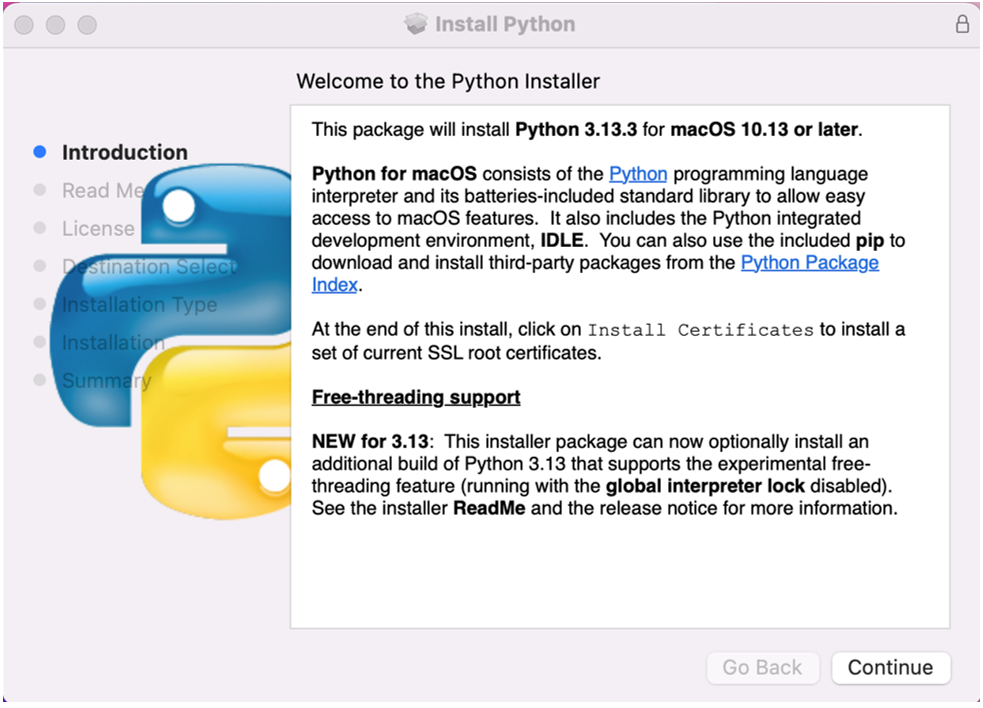 Install Python
Welcome to the Python Installer
Introduction
Read Me
License
Destination Select
Installation Type
Installation
Summary
This package will install Python 3.13.3 for macOS 10.13 or later.
Python for macOS consists of the Python programming language
interpreter and its batteries-included standard library to allow easy
access to macOS features.  It also includes the Python integrated
development environment, IDLE.  You can also use the included pip to
download and install third-party packages from the Python Package
Index.
At the end of this install, click on Install Certificates to install a
set of current SSL root certificates.
Free-threading support
NEW for 3.13:  This installer package can now optionally install an
additional build of Python 3.13 that supports the experimental free-
threading feature (running with the global interpreter lock disabled).
See the installer ReadMe and the release notice for more information.
Go Back
Continue